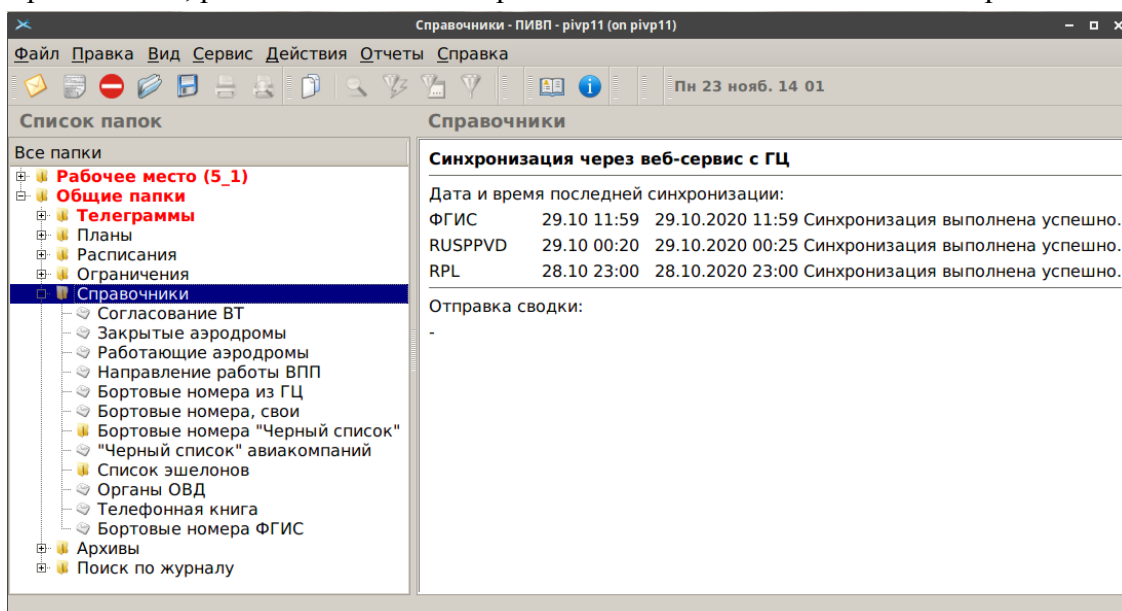 Справочники - ПИВП - pivp11 (on pivp11)
Файл Правка Вид Сервис Действия Отчеты Справка
Пн 23 нояб. 14 01
Список папок
Все папки
Рабочее место (5_1)
Общие папки
Телеграммы
Планы
Расписания
Ограничения
Справочники
Согласование ВТ
Закрытые аэродромы
Работающие аэродромы
Направление работы ВПП
Бортовые номера из ГЦ
Бортовые номера, свои
Бортовые номера "Черный список"
"Черный список" авиакомпаний
Список эшелонов
Органы ОВД
Телефонная книга
Бортовые номера ФГИС
Архивы
Поиск по журналу
Справочники
Синхронизация через веб-сервис с ГЦ
Дата и время последней синхронизации:
ФГИС 29.10 11:59 29.10.2020 11:59 Синхронизация выполнена успешно.
RUSPPVD 29.10 00:20 29.10.2020 00:25 Синхронизация выполнена успешно.
RPL 28.10 23:00 28.10.2020 23:00 Синхронизация выполнена успешно.
Отправка сводки:
-